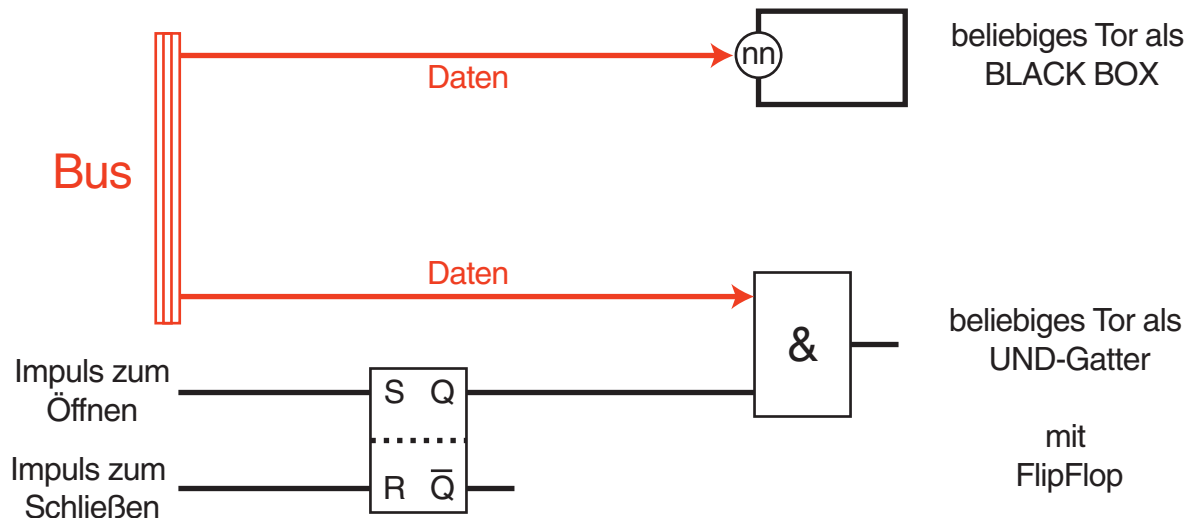 nn
beliebiges Tor als
BLACK BOX
Daten
Bus
Daten
&
beliebiges Tor als
UND-Gatter
mit
FlipFlop
Impuls zum
Öffnen
S Q
Impuls zum
Schließen
R Q̅